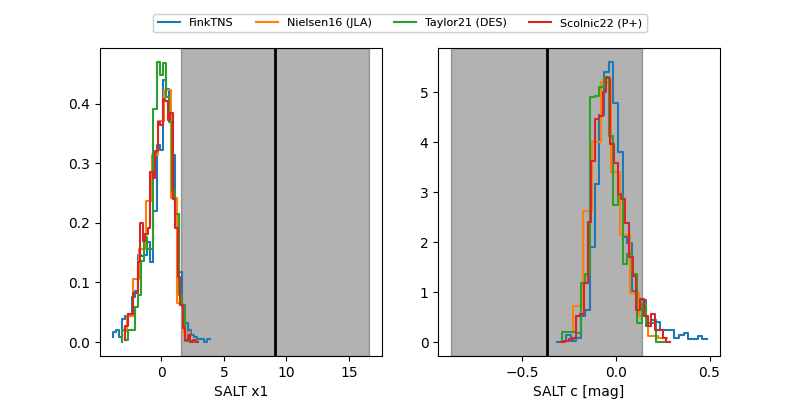 FinkTNS Nielsen16 (JLA) Taylor21 (DES) Scolnic22 (P+)
0.4
0.3
0.2
0.1
0.0
0 5 10 15
SALT x1
5
4
3
2
1
0
−0.5 0.0 0.5
SALT c [mag]